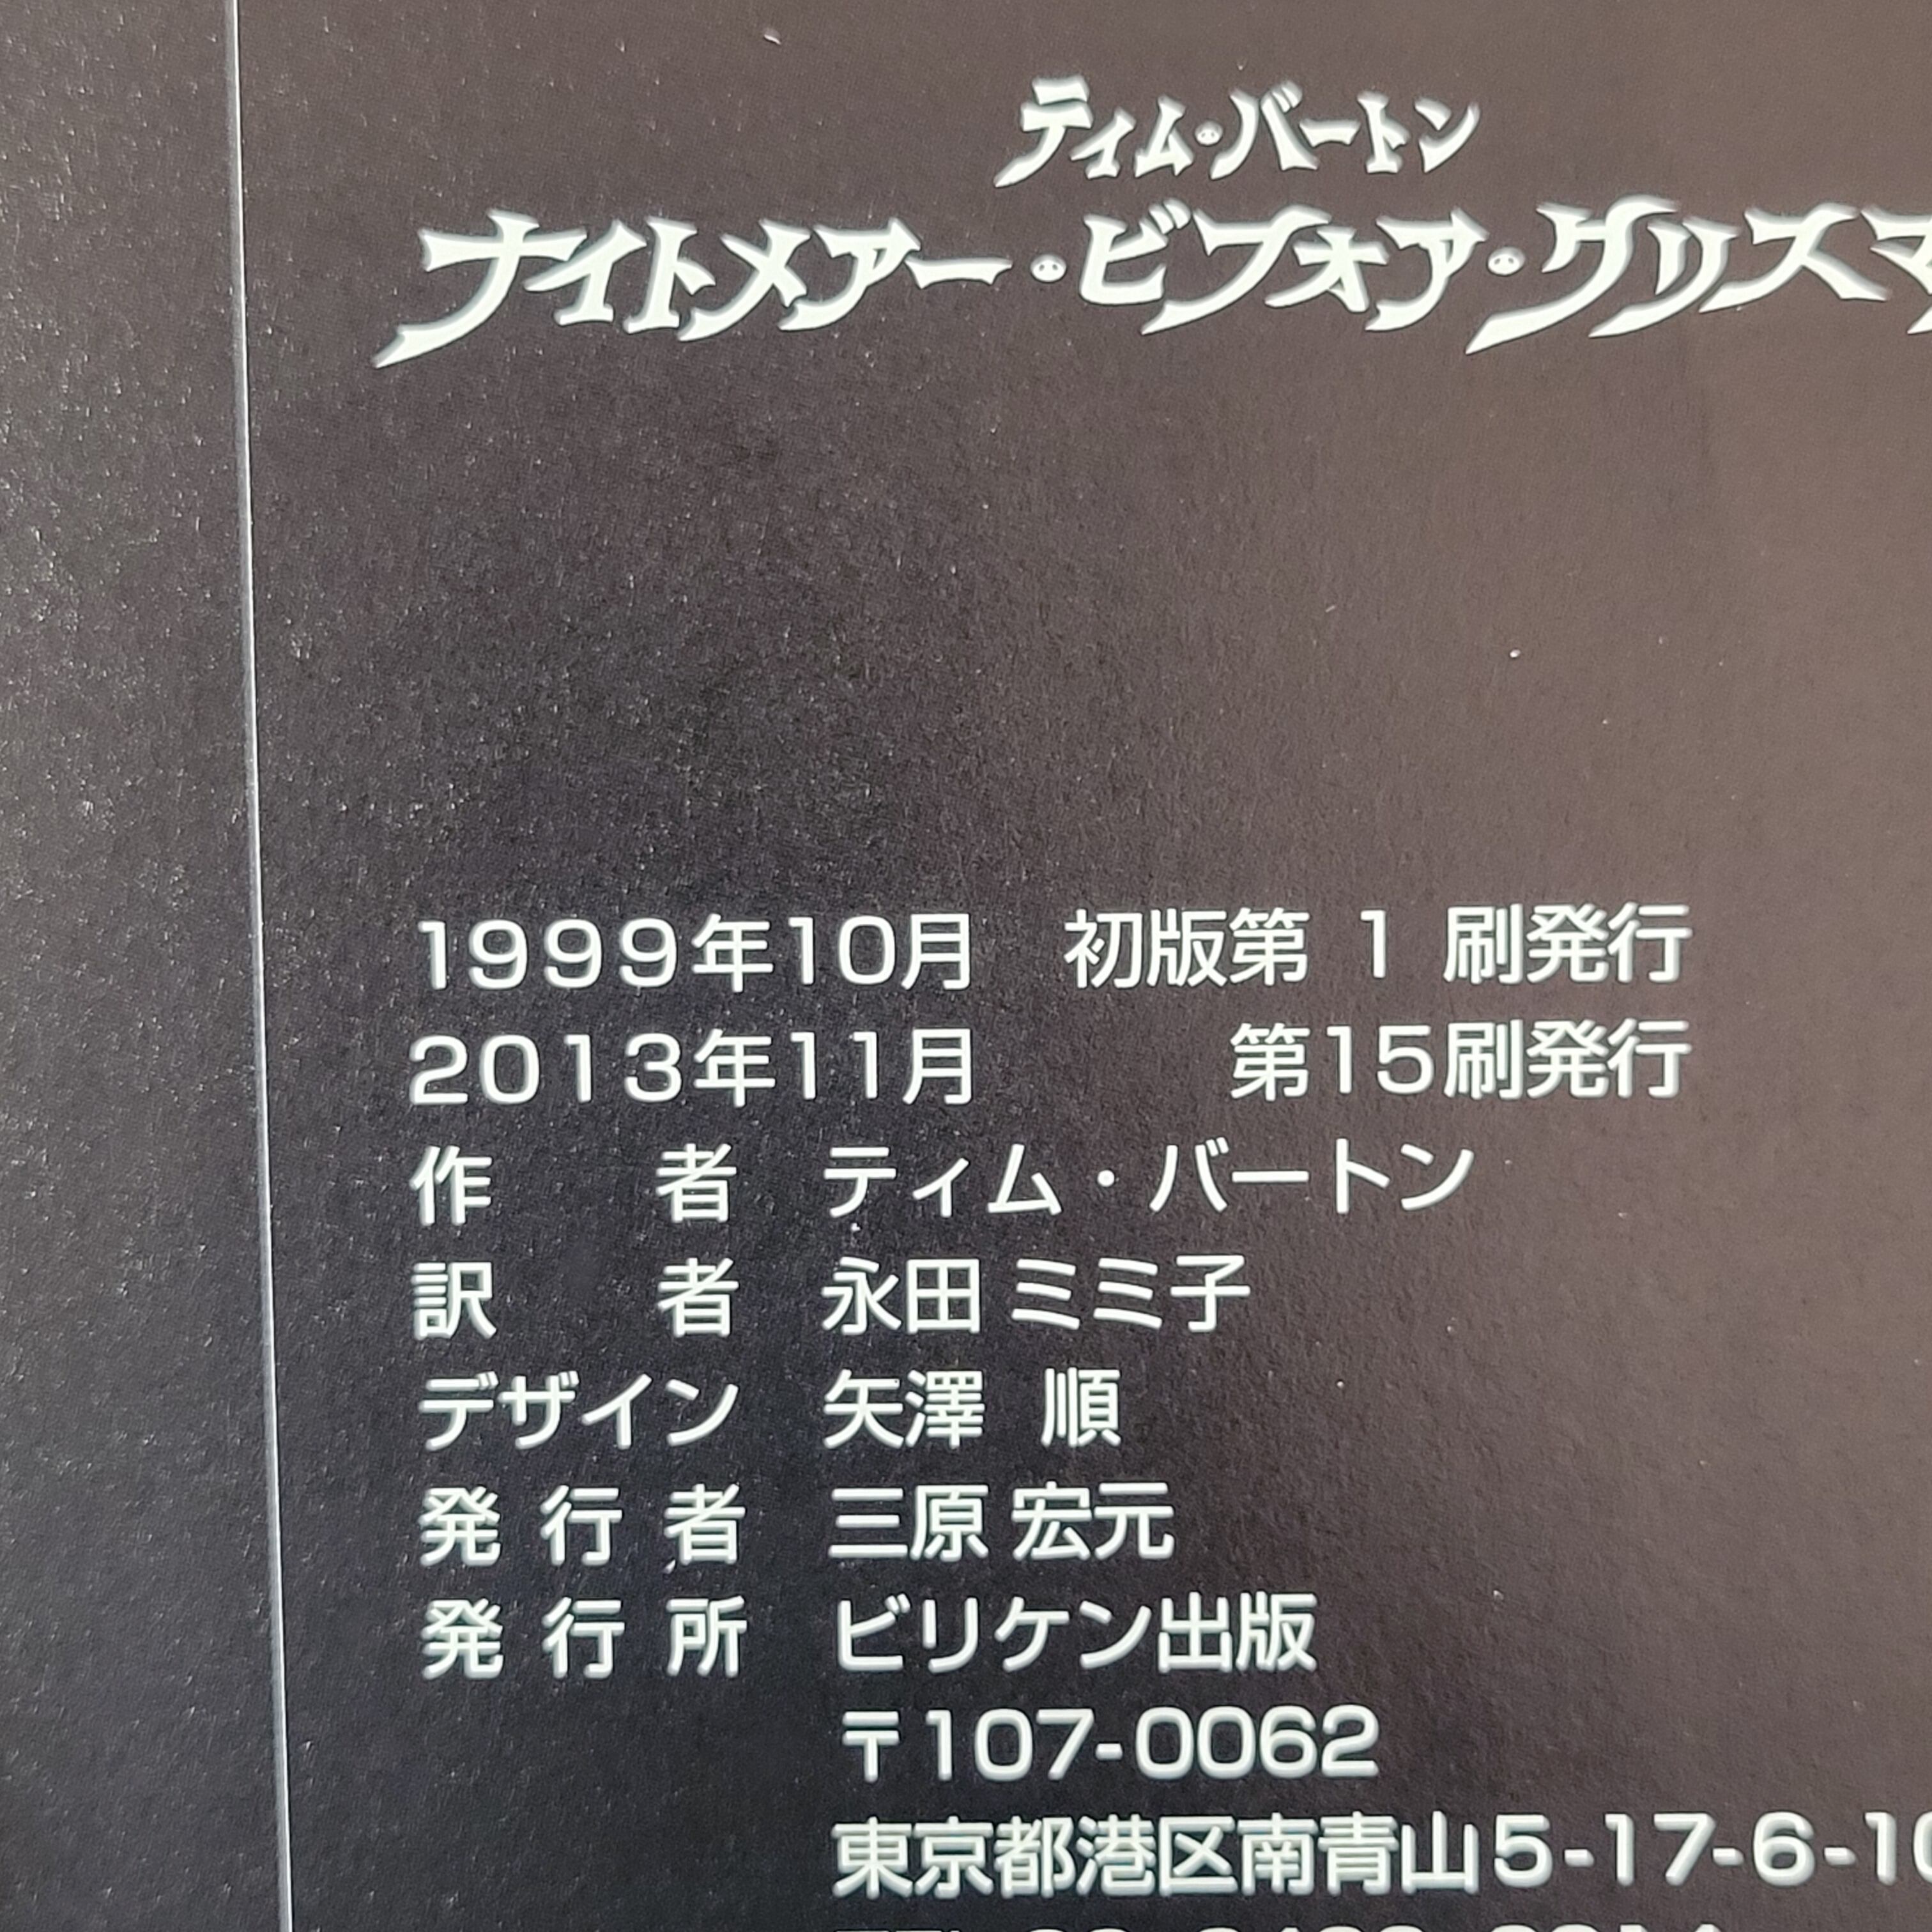 ティム・バートン
ナイトメアー・ビフォア・クリスマ
1999年10月　初版第 1 刷発行
2013年11月　第15刷発行
作　者　ティム・バートン
訳　者　永田 ミミ子
デザイン　矢澤 順
発 行 者　三原 宏元
発 行 所　ビリケン出版
〒107-0062
東京都港区南青山5-17-6-10